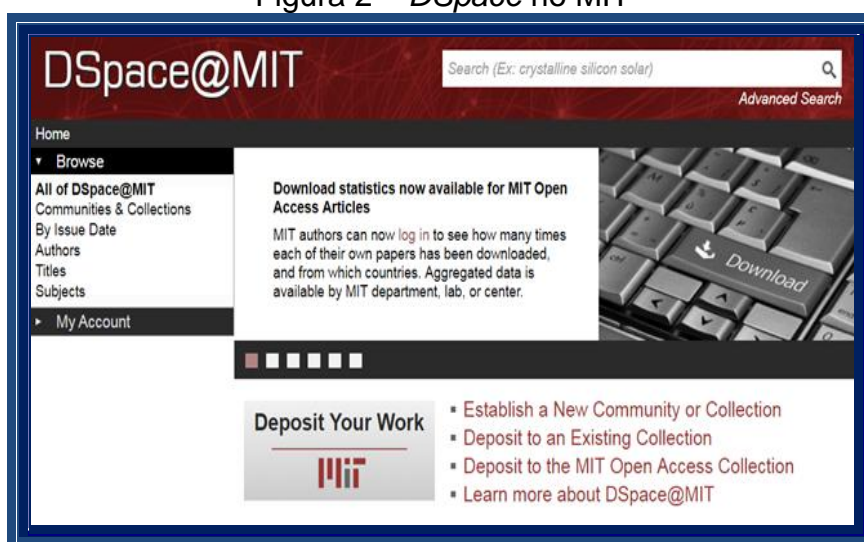 Figura 2 – DSpace no MIT
DSpace@MIT
Search (Ex: crystalline silicon solar)
Advanced Search
Home
Browse
All of DSpace@MIT
Communities & Collections
By Issue Date
Authors
Titles
Subjects
My Account
Download statistics now available for MIT Open
Access Articles
MIT authors can now log in to see how many times
each of their own papers has been downloaded,
and from which countries. Aggregated data is
available by MIT department, lab, or center.
Download
Deposit Your Work
MiT
Establish a New Community or Collection
Deposit to an Existing Collection
Deposit to the MIT Open Access Collection
Learn more about DSpace@MIT